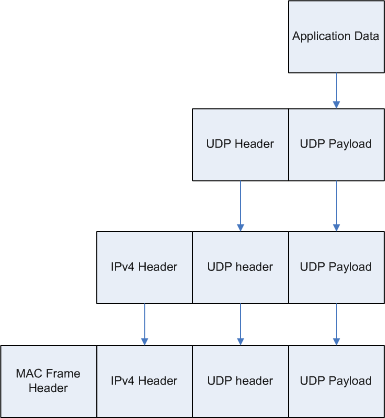 Application Data
UDP Header
UDP Payload
IPv4 Header
UDP header
UDP Payload
MAC Frame
Header
IPv4 Header
UDP header
UDP Payload